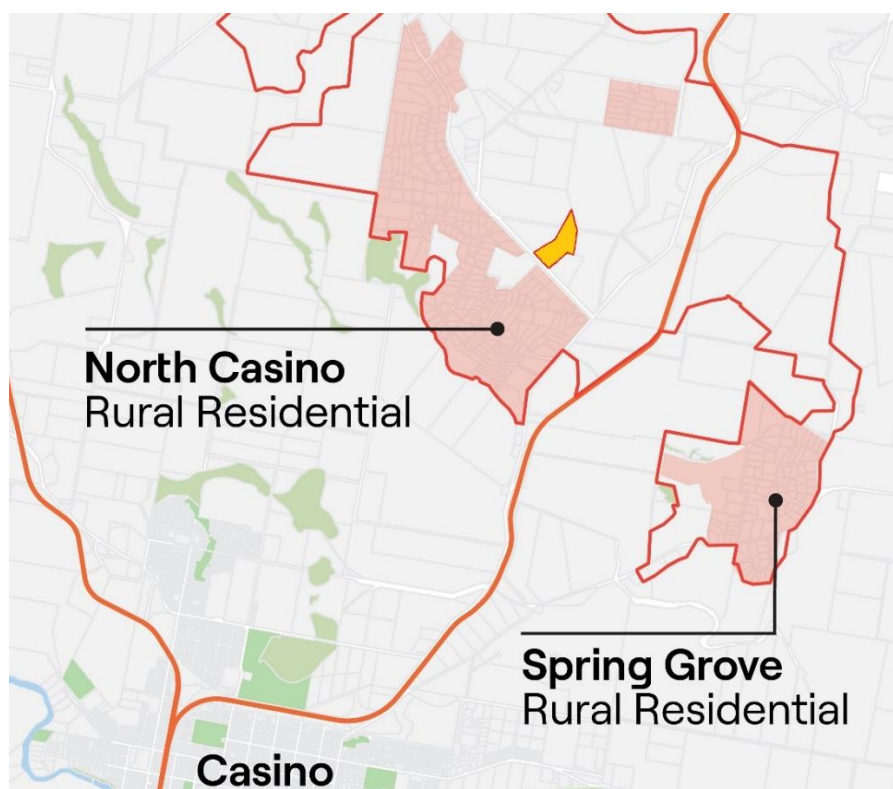 North Casino
Rural Residential
Spring Grove
Rural Residential
Casino